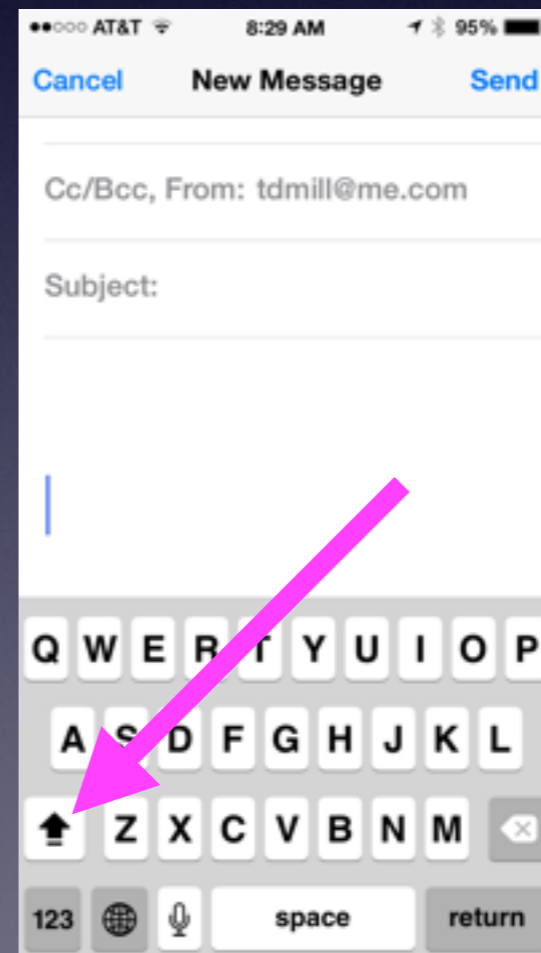 AT&T 8:29 AM 95%
Cancel New Message Send
Cc/Bcc, From: tdmill@me.com
Subject:
Q W E R T Y U I O P
A S D F G H J K L
Z X C V B N M
123 space return